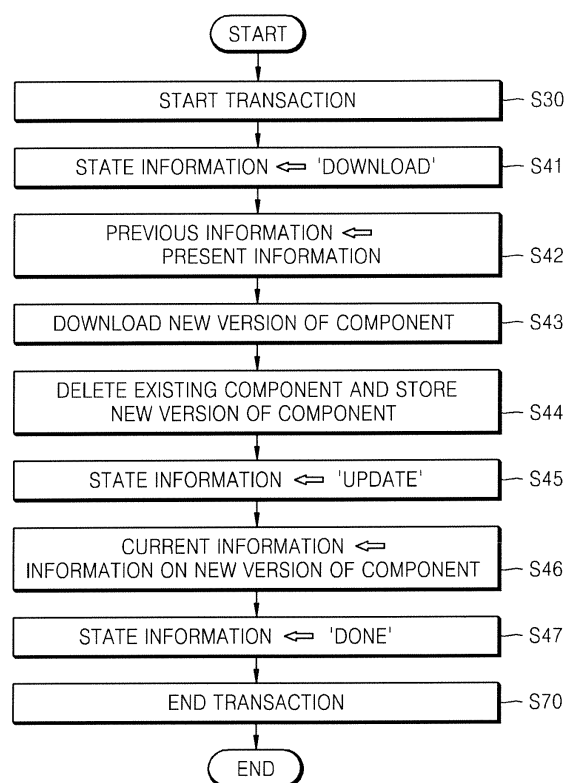 START
START TRANSACTION
S30
STATE INFORMATION ⇐ 'DOWNLOAD'
S41
PREVIOUS INFORMATION ⇐
PRESENT INFORMATION
S42
DOWNLOAD NEW VERSION OF COMPONENT
S43
DELETE EXISTING COMPONENT AND STORE
NEW VERSION OF COMPONENT
S44
STATE INFORMATION ⇐ 'UPDATE'
S45
CURRENT INFORMATION ⇐
INFORMATION ON NEW VERSION OF COMPONENT
S46
STATE INFORMATION ⇐ 'DONE'
S47
END TRANSACTION
S70
END